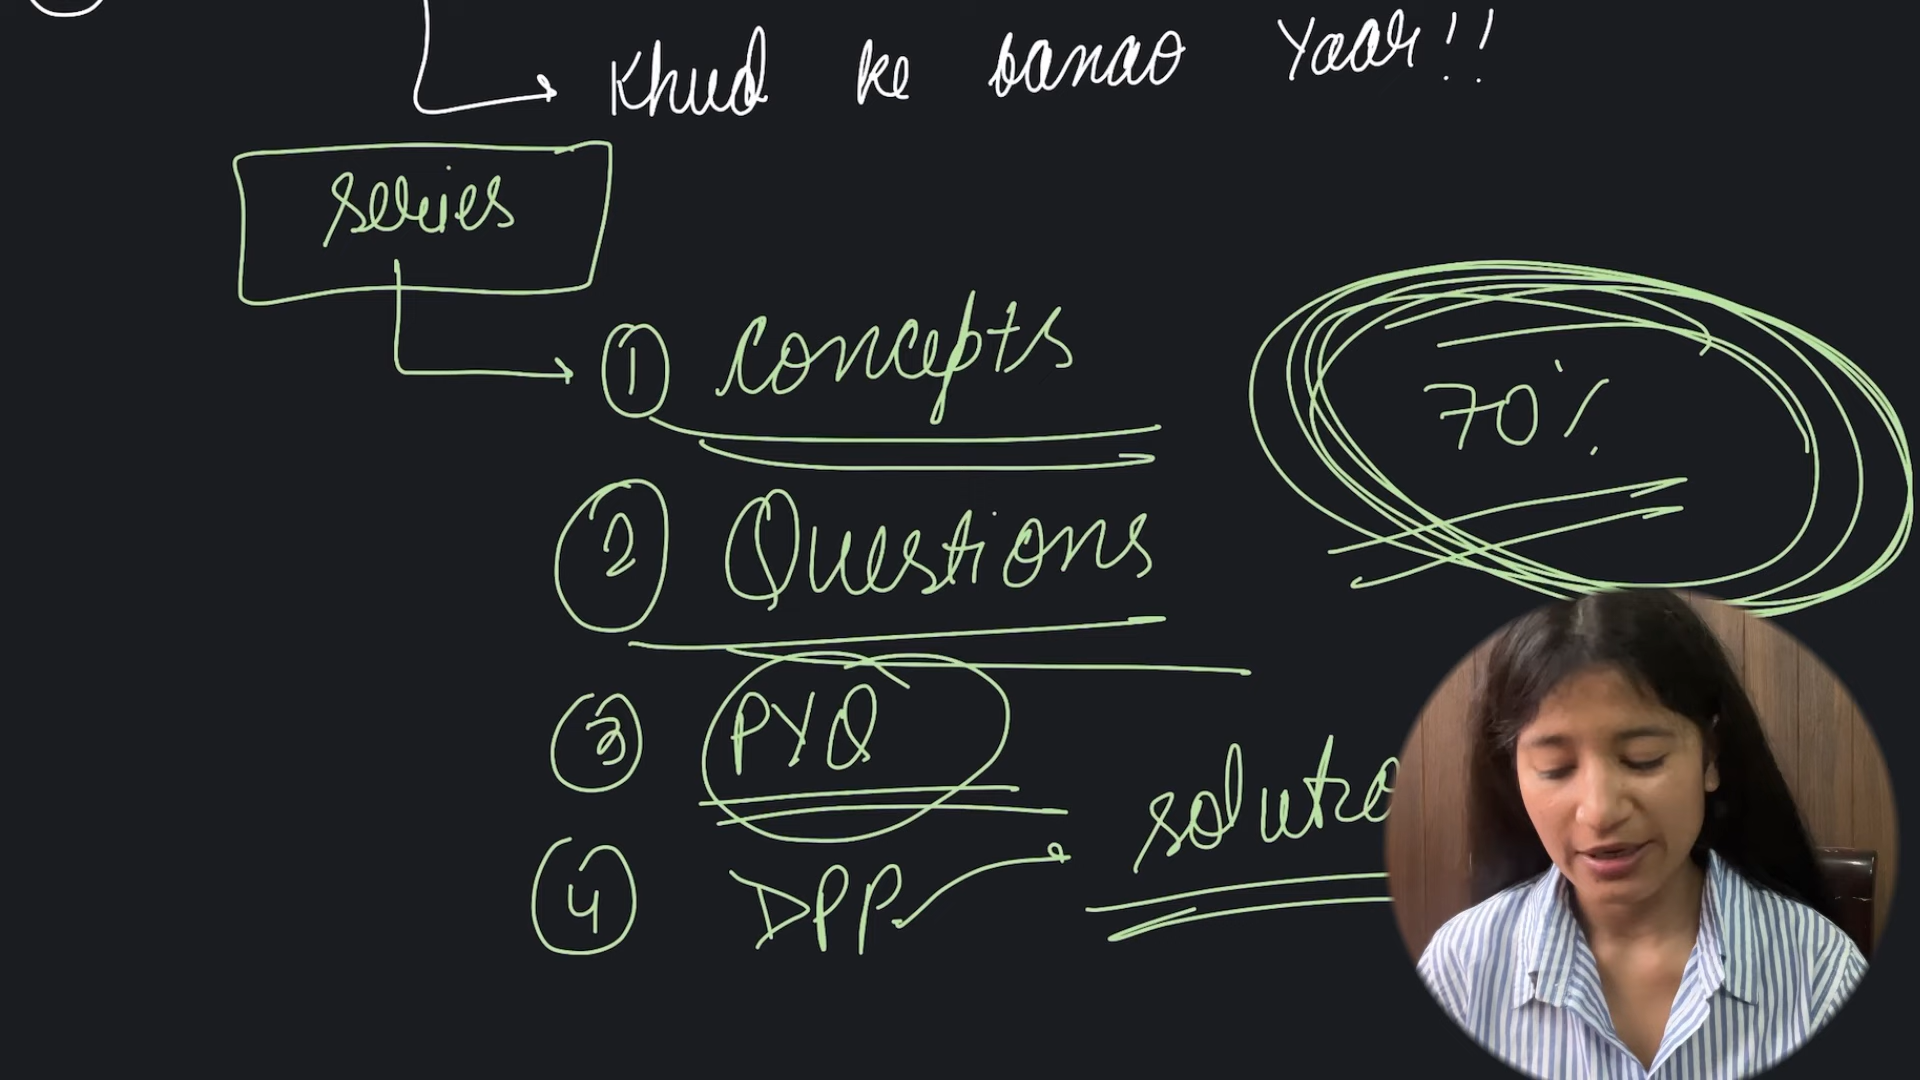 Khud ke banao Yaar!!
series
① concepts
70%
② Questions
③ PYQ
④ DPP